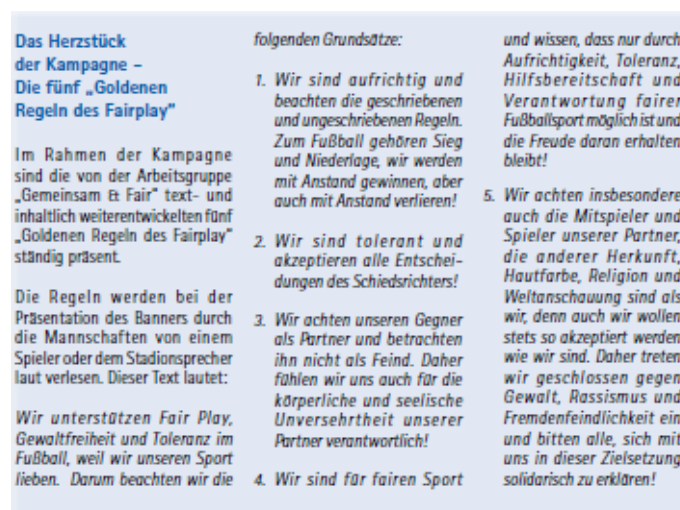 Das Herzstück
der Kampagne –
Die fünf „Goldenen
Regeln des Fairplay"
Im Rahmen der Kampagne
sind die von der Arbeitsgruppe
„Gemeinsam & Fair" text- und
inhaltlich weiterentwickelten fünf
„Goldenen Regeln des Fairplay"
ständig präsent.
Die Regeln werden bei der
Präsentation des Banners durch
die Mannschaften von einem
Spieler oder dem Stadionsprecher
laut verlesen. Dieser Text lautet:
Wir unterstützen Fair Play,
Gewaltfreiheit und Toleranz im
Fußball, weil wir unseren Sport
lieben. Darum beachten wir die
folgenden Grundsätze:
1. Wir sind aufrichtig und
beachten die geschriebenen
und ungeschriebenen Regeln.
Zum Fußball gehören Sieg
und Niederlage, wir werden
mit Anstand gewinnen, aber
auch mit Anstand verlieren!
2. Wir sind tolerant und
akzeptieren alle Entschei-
dungen des Schiedsrichters!
3. Wir achten unseren Gegner
als Partner und betrachten
ihn nicht als Feind. Daher
fühlen wir uns auch für die
körperliche und seelische
Unversehrtheit unserer
Partner verantwortlich!
4. Wir sind für fairen Sport
und wissen, dass nur durch
Aufrichtigkeit, Toleranz,
Hilfsbereitschaft und
Verantwortung fairer
Fußballsport möglich ist und
die Freude daran erhalten
bleibt!
5. Wir achten insbesondere
auch die Mitspieler und
Spieler unserer Partner,
die anderer Herkunft,
Hautfarbe, Religion und
Weltanschauung sind als
wir, denn auch wir wollen
stets so akzeptiert werden
wie wir sind. Daher treten
wir geschlossen gegen
Gewalt, Rassismus und
Fremdenfeindlichkeit ein
und bitten alle, sich mit
uns in dieser Zielsetzung
solidarisch zu erklären!